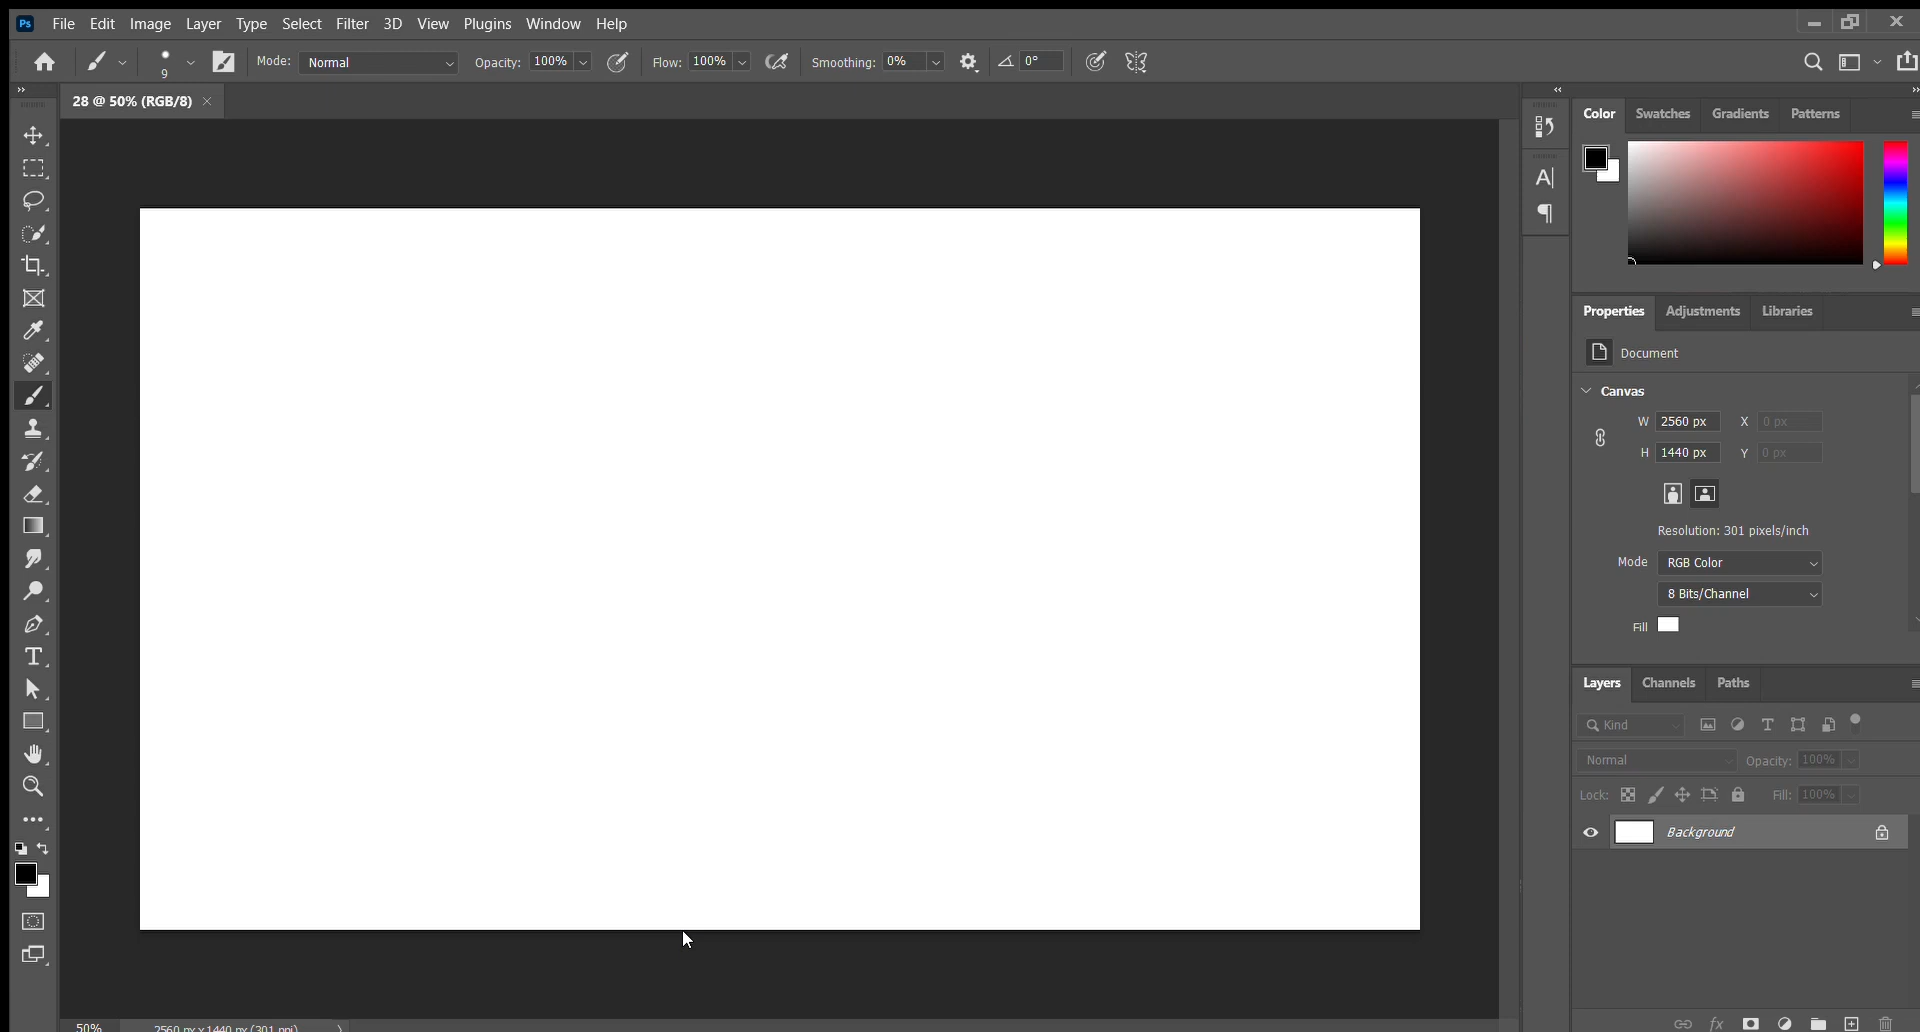 Ps File Edit Image Layer Type Select Filter 3D View Plugins Window Help
9 Mode: Normal Opacity: 100% Flow: 100% Smoothing: 0% 0°
28 @ 50% (RGB/8)
Color Swatches Gradients Patterns
A
Properties Adjustments Libraries
Document
Canvas
W 2560 px X 0 px
H 1440 px Y 0 px
Resolution: 301 pixels/inch
Mode RGB Color
8 Bits/Channel
Fill
T
Layers Channels Paths
Kind T
Normal Opacity: 100%
Lock: Fill: 100%
Background
50% 2560 px x 1440 px (301 ppi)
fx